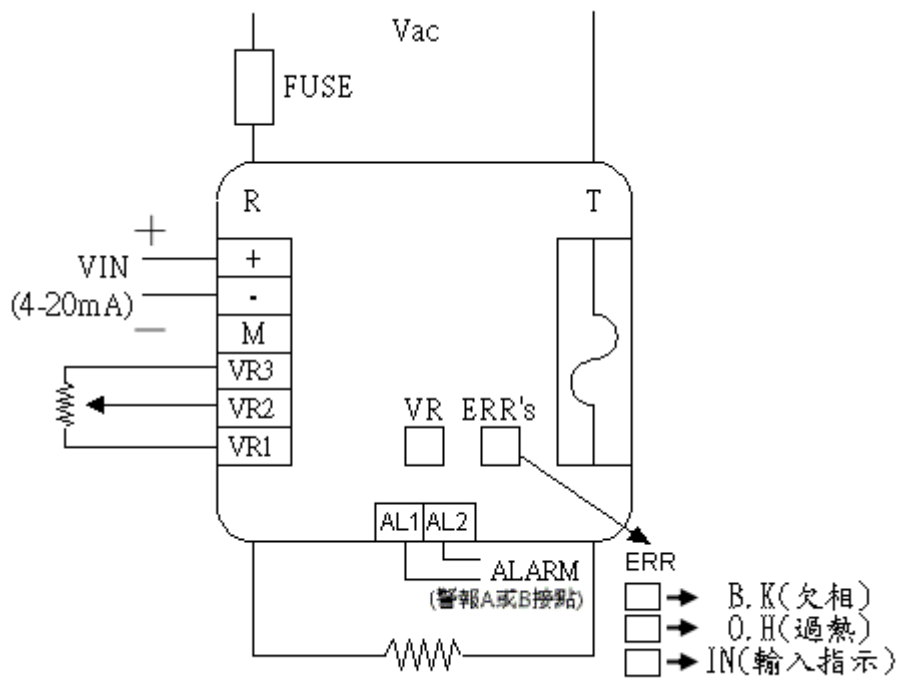 Vac
FUSE
R
T
+
VIN
(4-20mA)
—
+
-
M
VR3
VR2
VR1
VR
ERR's
AL1
AL2
ALARM
(警報A或B接點)
ERR
B.K(欠相)
O.H(過熱)
IN(輸入指示)